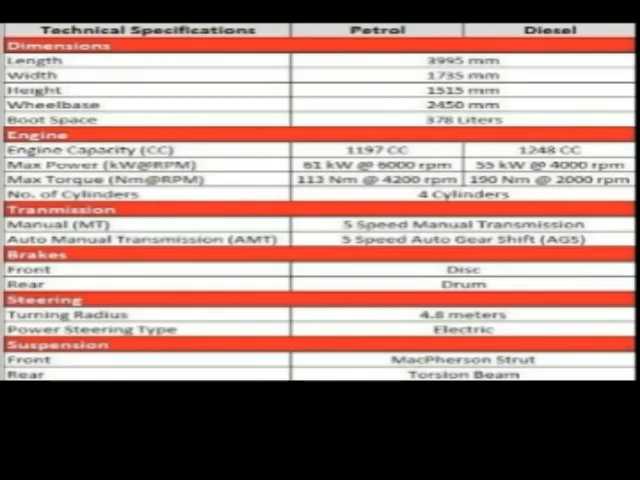 Technical Specifications Petrol Diesel
Dimensions
Length 3995 mm
Width 1735 mm
Height 1515 mm
Wheelbase 2450 mm
Boot Space 378 Liters
Engine
Engine Capacity (CC) 1197 CC 1248 CC
Max Power (kW@RPM) 61 kW @ 6000 rpm 55 kW @ 4000 rpm
Max Torque (Nm@RPM) 113 Nm @ 4200 rpm 190 Nm @ 2000 rpm
No. of Cylinders 4 Cylinders
Tranmission
Manual (MT) 5 Speed Manual Transmission
Auto Manual Transmission (AMT) 5 Speed Auto Gear Shift (AGS)
Brakes
Front Disc
Rear Drum
Steering
Turning Radius 4.8 meters
Power Steering Type Electric
Suspension
Front MacPherson Strut
Rear Torsion Beam